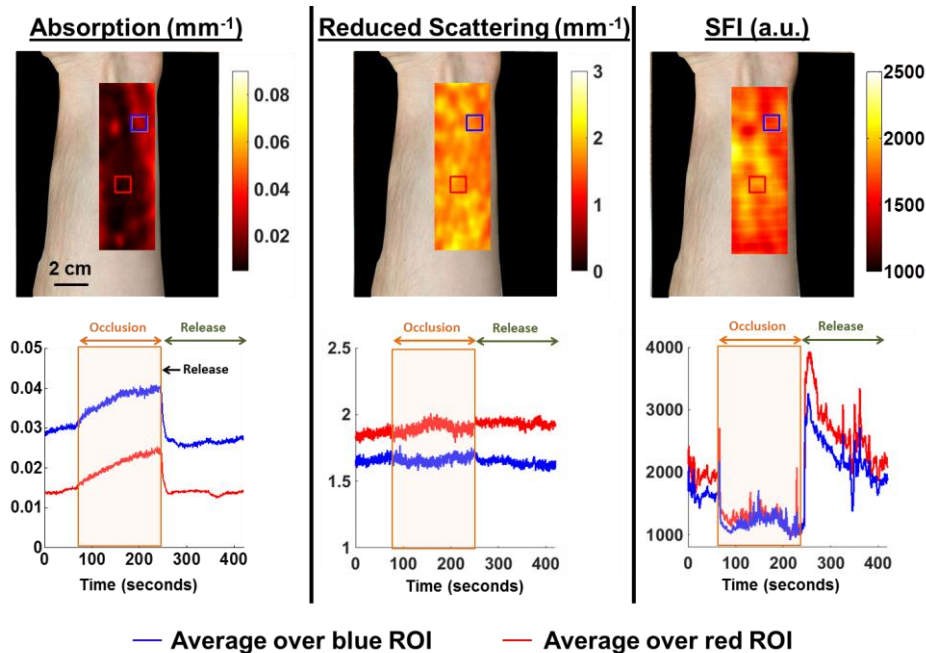 Absorption (mm⁻¹)
0.08
0.06
0.04
0.02
2 cm
Occlusion
Release
Release
0.05
0.04
0.03
0.02
0.01
0
0 100 200 300 400
Time (seconds)
Reduced Scattering (mm⁻¹)
3
2
1
0
Occlusion
Release
2.5
2
1.5
1
0 100 200 300 400
Time (seconds)
SFI (a.u.)
2500
2000
1500
1000
Occlusion
Release
4000
3000
2000
1000
0 100 200 300 400
Time (seconds)
Average over blue ROI
Average over red ROI